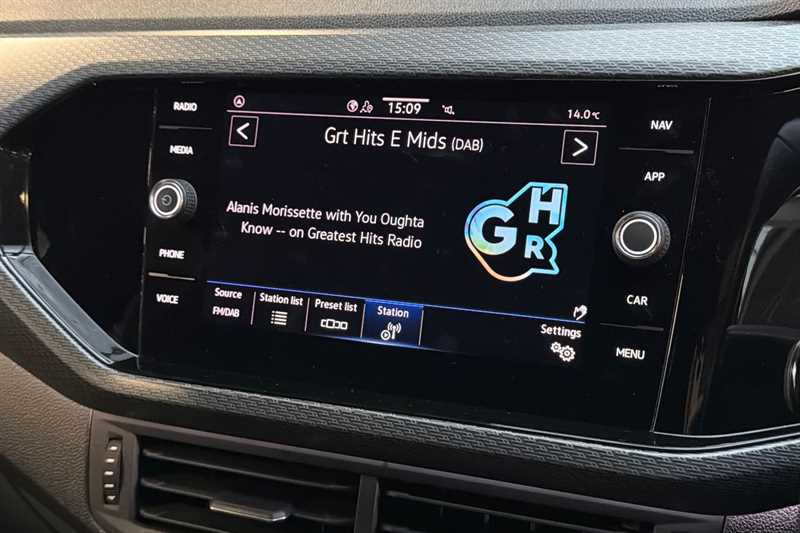 RADIO
MEDIA
PHONE
VOICE
15:09
14.0°C
< Grt Hits E Mids (DAB) >
Alanis Morissette with You Oughta
Know -- on Greatest Hits Radio
GHR
Source
FM/DAB
Station list
Preset list
Station
Settings
NAV
APP
CAR
MENU